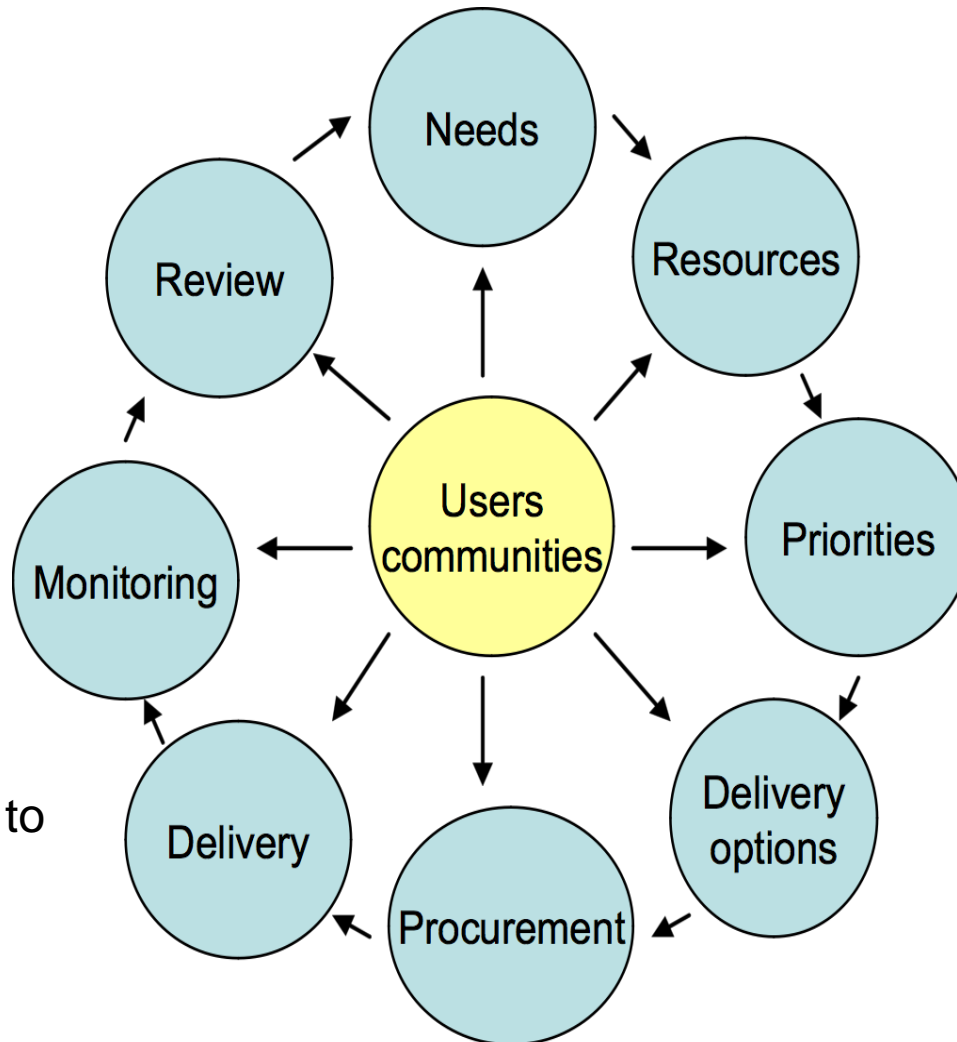 Needs
Review
Resources
Users
communities
Priorities
Monitoring
Delivery
options
to
Delivery
Procurement